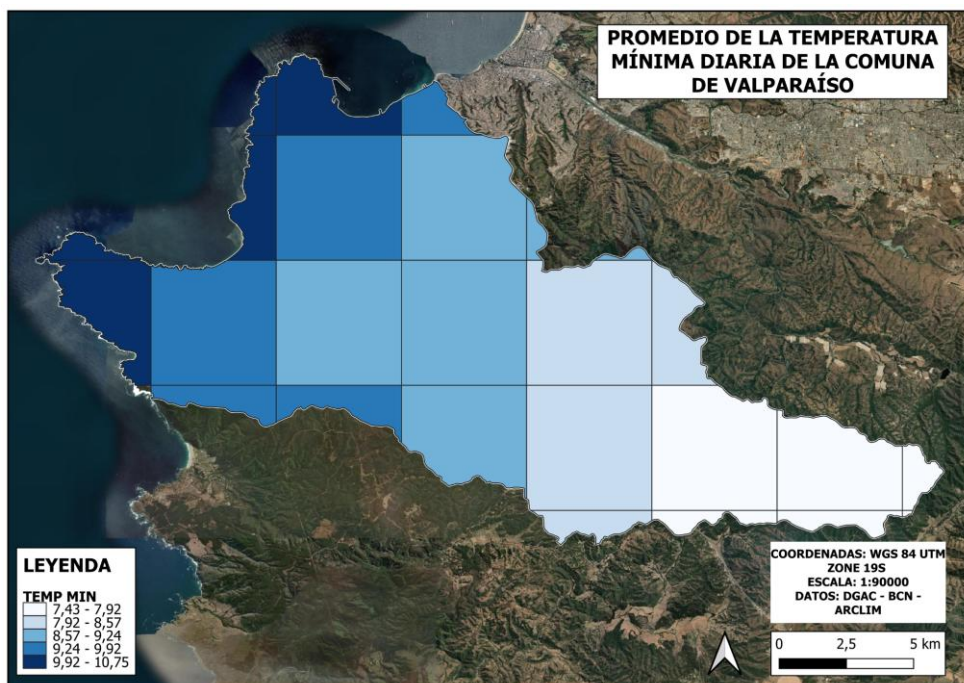 PROMEDIO DE LA TEMPERATURA
MÍNIMA DIARIA DE LA COMUNA
DE VALPARAÍSO
LEYENDA
TEMP MIN
7,43 - 7,92
7,92 - 8,57
8,57 - 9,24
9,24 - 9,92
9,92 - 10,75
COORDENADAS: WGS 84 UTM
ZONE 19S
ESCALA: 1:90000
DATOS: DGAC - BCN -
ARCLIM
0 2,5 5 km